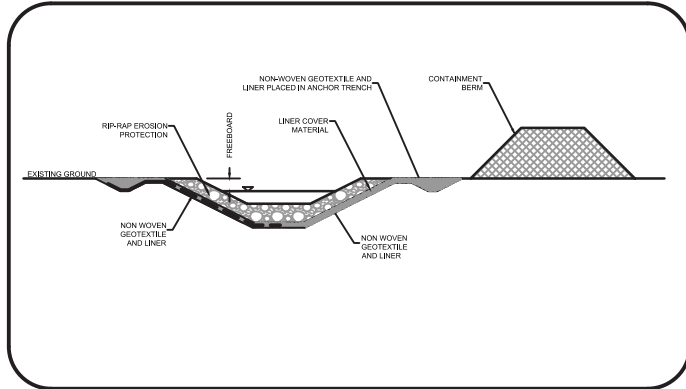 NON-WOVEN GEOTEXTILE AND
LINER PLACED IN ANCHOR TRENCH
CONTAINMENT
BERM
RIP-RAP EROSION
PROTECTION
FREEBOARD
LINER COVER
MATERIAL
EXISTING GROUND
NON WOVEN
GEOTEXTILE
AND LINER
NON WOVEN
GEOTEXTILE
AND LINER